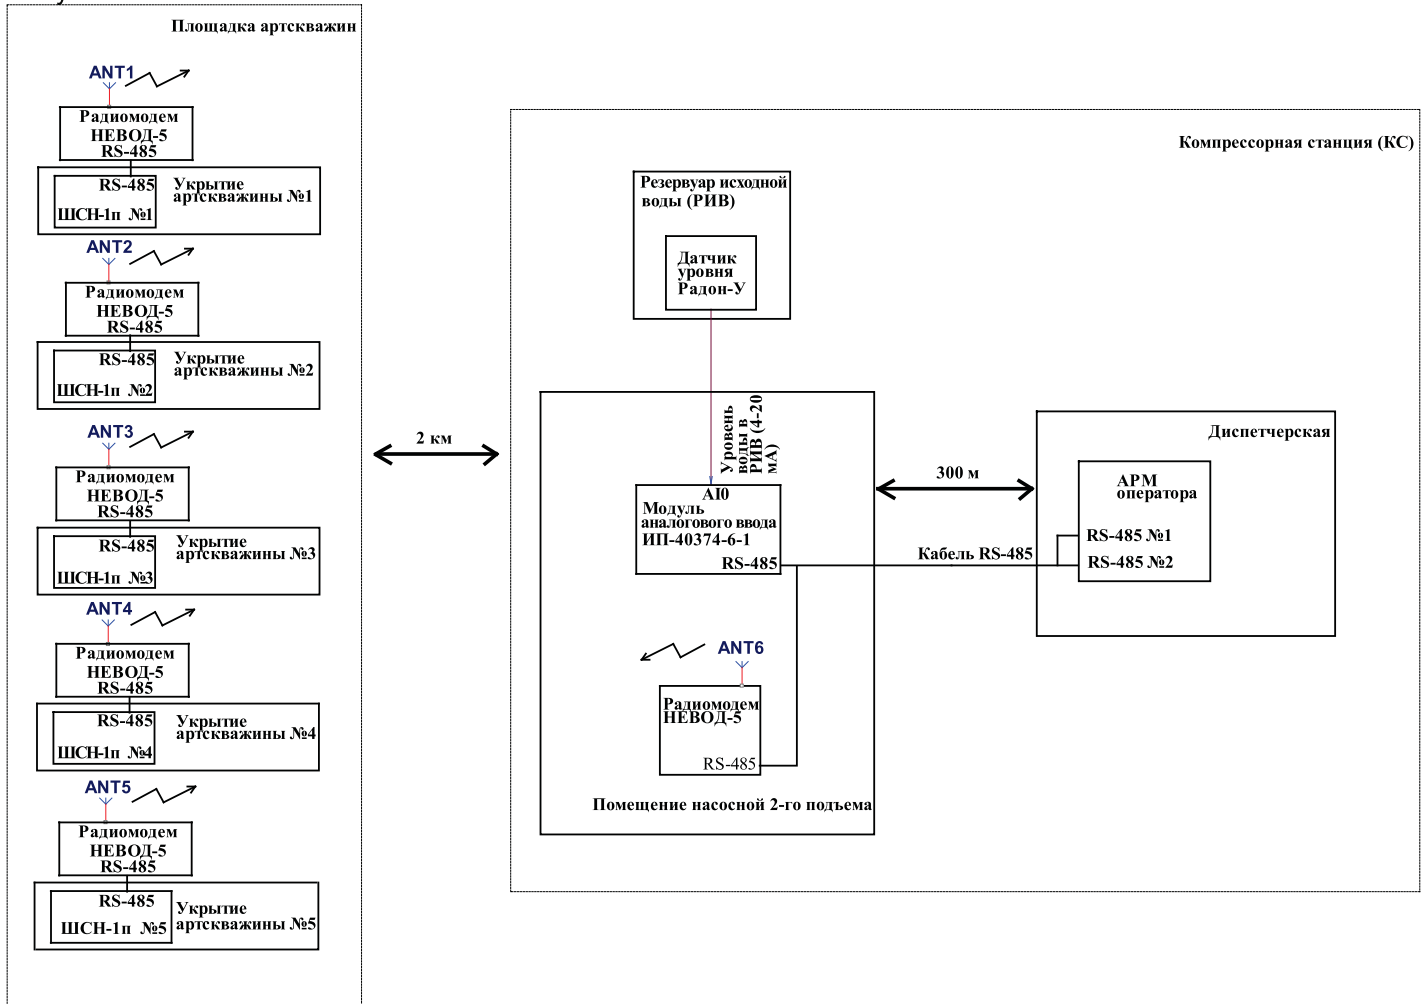 Площадка артскважин
ANT1
Радиомодем
НЕВОД-5
RS-485
RS-485
ШСН-1п №1
Укрытие
артскважины №1
ANT2
Радиомодем
НЕВОД-5
RS-485
RS-485
ШСН-1п №2
Укрытие
артскважины №2
ANT3
Радиомодем
НЕВОД-5
RS-485
RS-485
ШСН-1п №3
Укрытие
артскважины №3
ANT4
Радиомодем
НЕВОД-5
RS-485
RS-485
ШСН-1п №4
Укрытие
артскважины №4
ANT5
Радиомодем
НЕВОД-5
RS-485
RS-485
ШСН-1п №5
Укрытие
артскважины №5
2 км
Компрессорная станция (КС)
Резервуар исходной
воды (РИВ)
Датчик
уровня
Радон-У
Уровень
воды в
РИВ (4-20
мА)
AI0
Модуль
аналогового ввода
ИП-40374-6-1
RS-485
ANT6
Радиомодем
НЕВОД-5
RS-485
Помещение насосной 2-го подъема
300 м
Кабель RS-485
Диспетчерская
АРМ
оператора
RS-485 №1
RS-485 №2